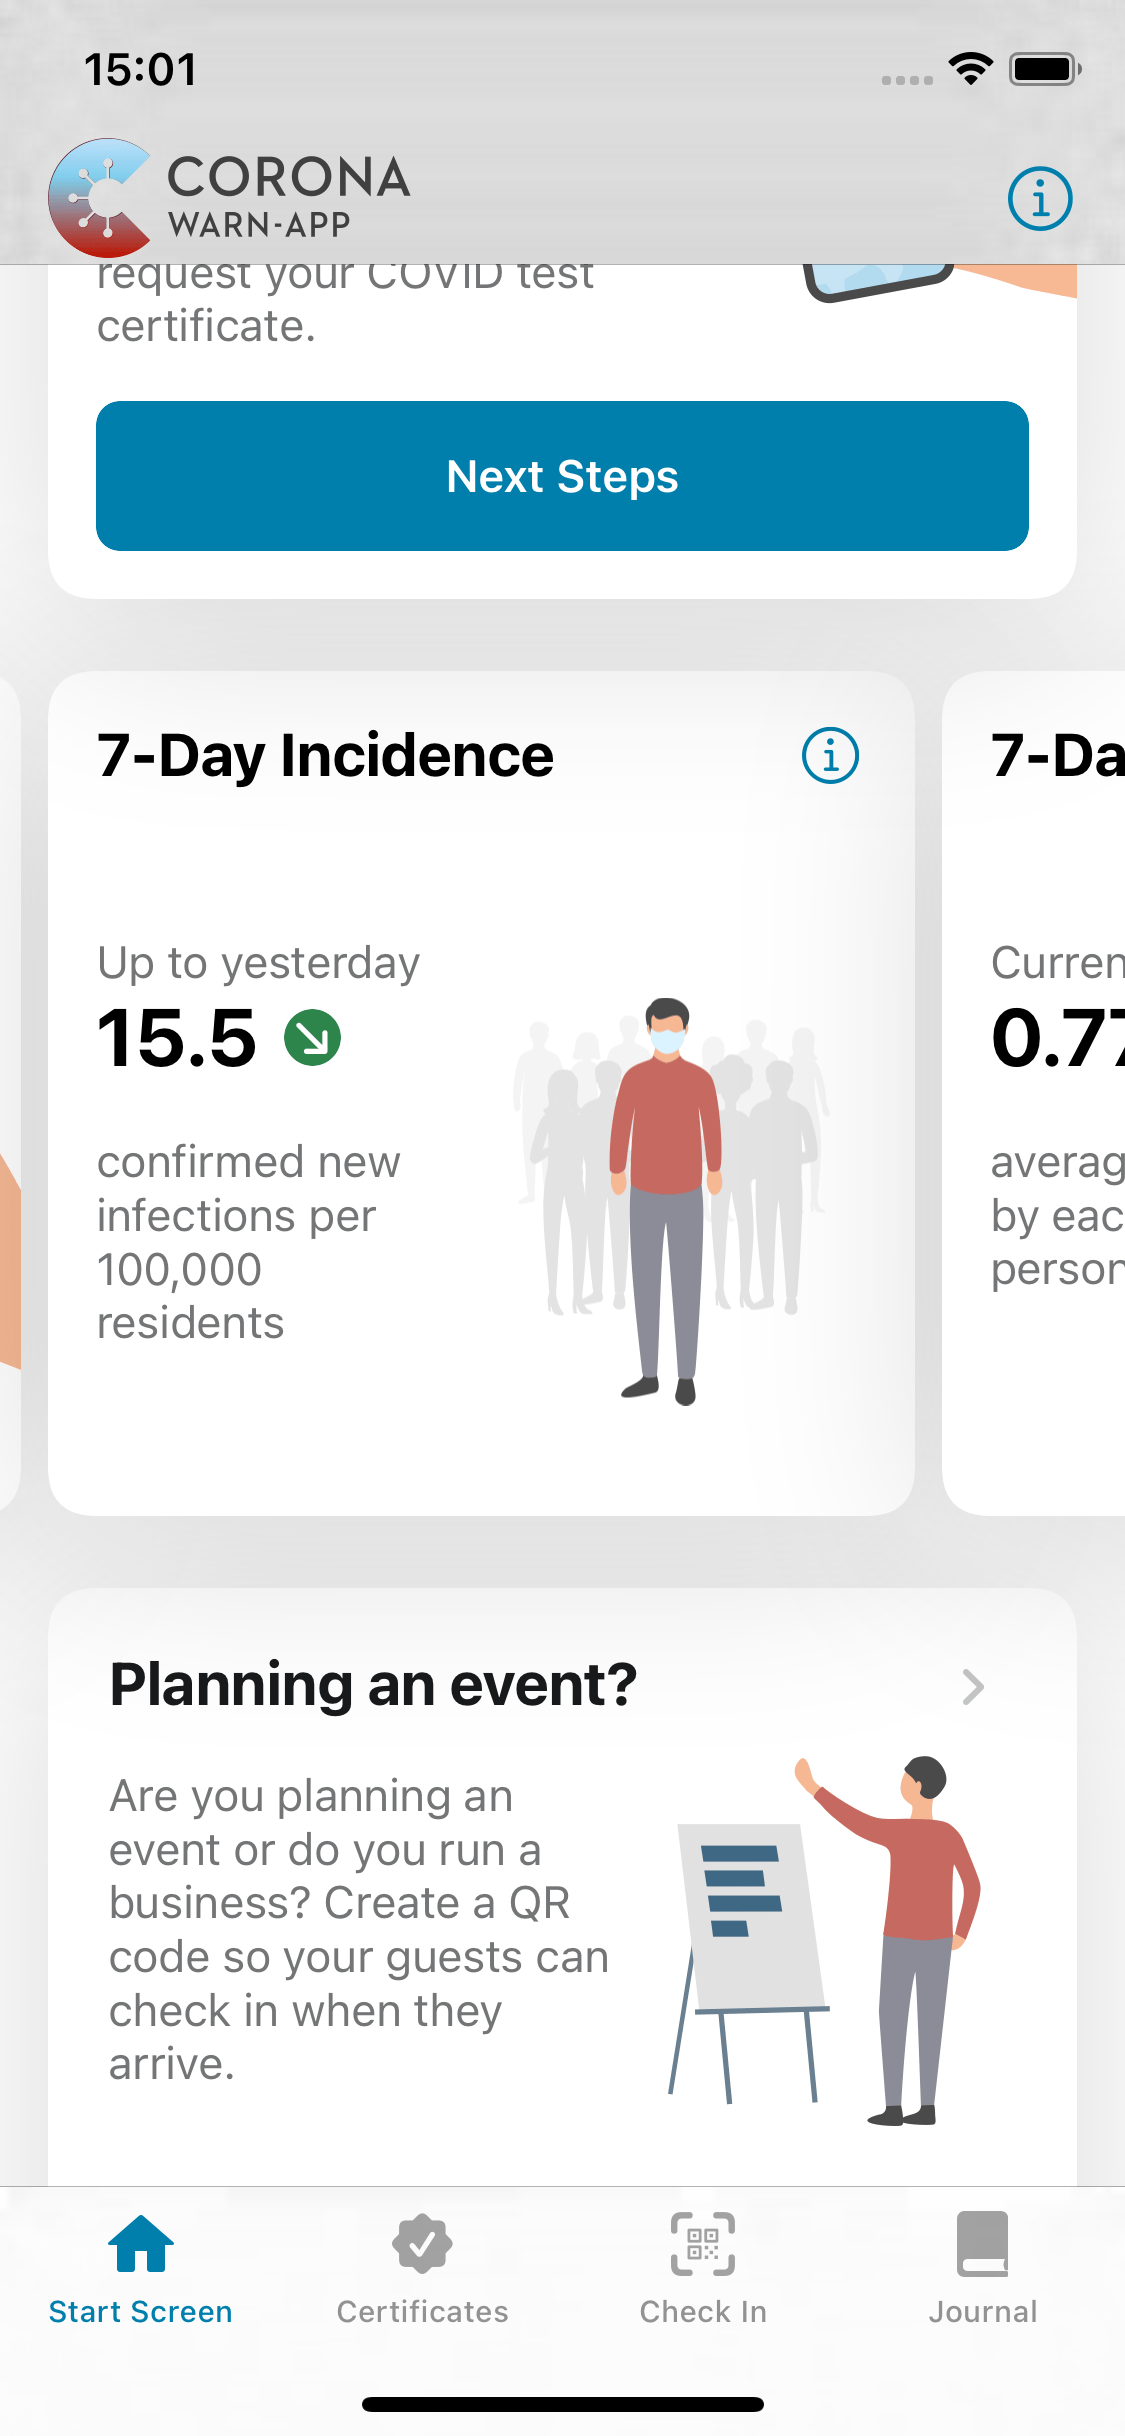 15:01
CORONA
WARN-APP
request your COVID test
certificate.
Next Steps
7-Day Incidence
Up to yesterday
15.5
confirmed new
infections per
100,000
residents
7-Da
Curren
0.77
averag
by eac
person
Planning an event?
Are you planning an
event or do you run a
business? Create a QR
code so your guests can
check in when they
arrive.
Start Screen
Certificates
Check In
Journal